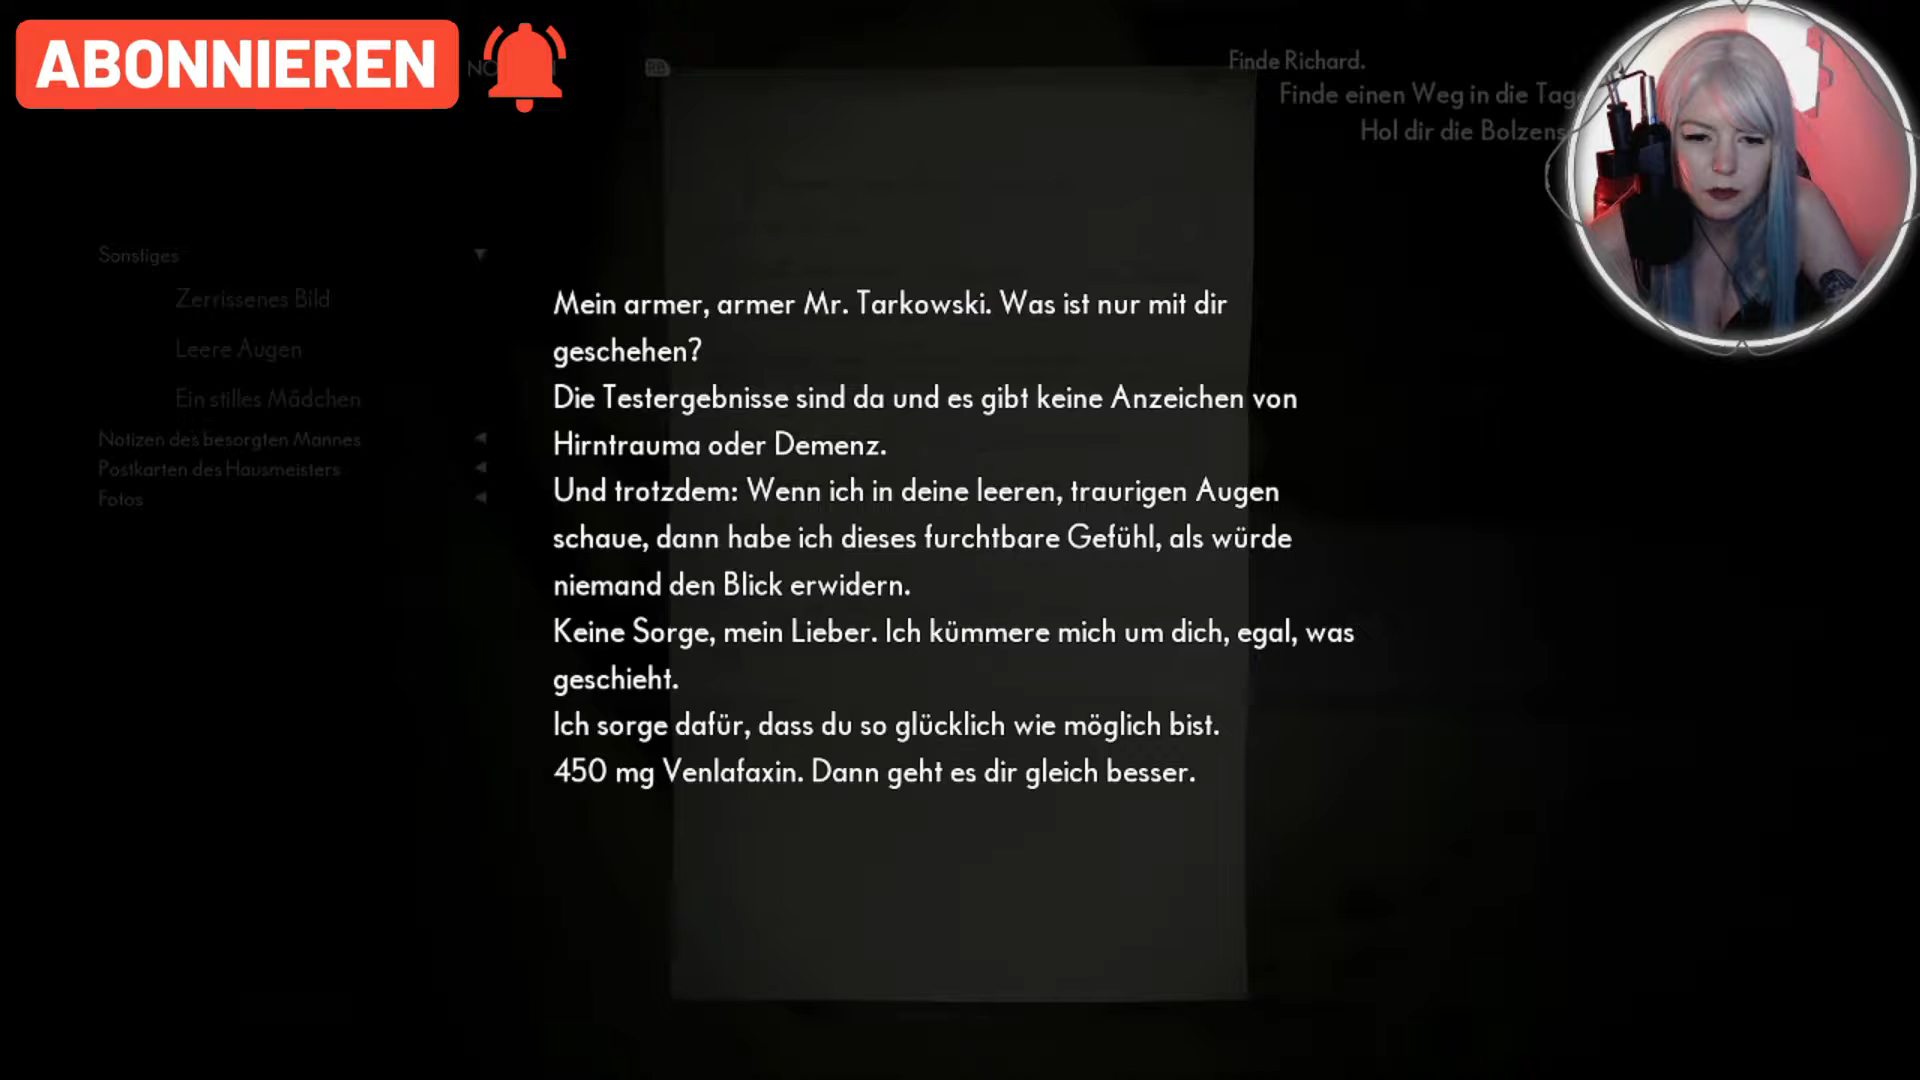 ABONNIEREN
Finde Richard.
Finde einen Weg in die
Hol dir die
Sonstiges
Zerrissenes Bild
Leere Augen
Ein stilles Mädchen
Notizen des besorgten Mannes
Postkarten des Hausmeisters
Fotos
Mein armer, armer Mr. Tarkowski. Was ist nur mit dir
geschehen?
Die Testergebnisse sind da und es gibt keine Anzeichen von
Hirntrauma oder Demenz.
Und trotzdem: Wenn ich in deine leeren, traurigen Augen
schaue, dann habe ich dieses furchtbare Gefühl, als würde
niemand den Blick erwidern.
Keine Sorge, mein Lieber. Ich kümmere mich um dich, egal, was
geschieht.
Ich sorge dafür, dass du so glücklich wie möglich bist.
450 mg Venlafaxin. Dann geht es dir gleich besser.